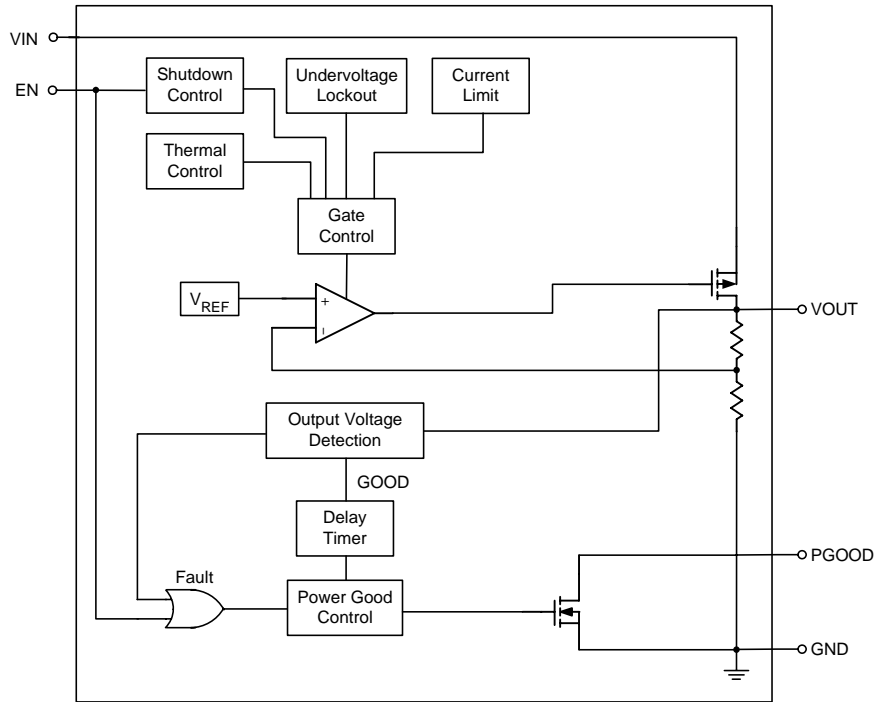 VIN
EN
Shutdown
Control
Undervoltage
Lockout
Current
Limit
Thermal
Control
Gate
Control
VREF
+
−
VOUT
Output Voltage
Detection
GOOD
Delay
Timer
PGOOD
Fault
Power Good
Control
GND